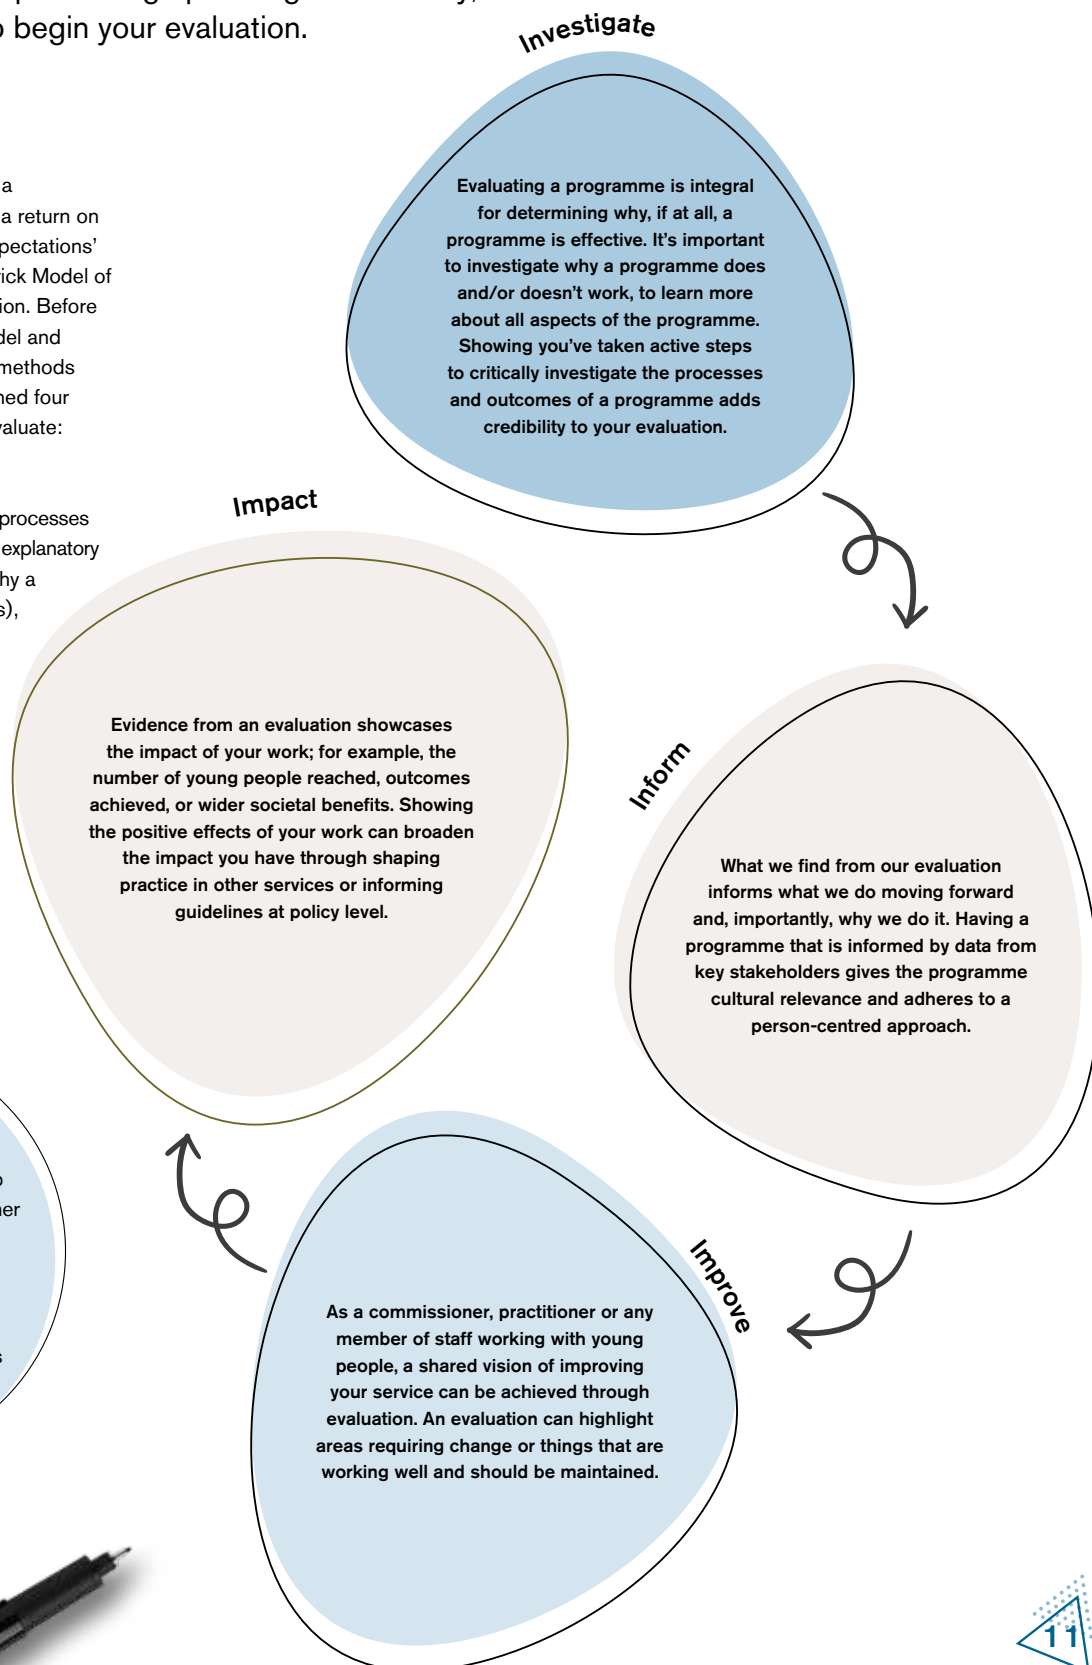 o begin your evaluation.
a
a return on
pectations'
rick Model of
ion. Before
del and
methods
ned four
valuate:
processes
explanatory
hy a
s),
Investigate
Evaluating a programme is integral
for determining why, if at all, a
programme is effective. It's important
to investigate why a programme does
and/or doesn't work, to learn more
about all aspects of the programme.
Showing you've taken active steps
to critically investigate the processes
and outcomes of a programme adds
credibility to your evaluation.
Impact
Evidence from an evaluation showcases
the impact of your work; for example, the
number of young people reached, outcomes
achieved, or wider societal benefits. Showing
the positive effects of your work can broaden
the impact you have through shaping
practice in other services or informing
guidelines at policy level.
Inform
What we find from our evaluation
informs what we do moving forward
and, importantly, why we do it. Having a
programme that is informed by data from
key stakeholders gives the programme
cultural relevance and adheres to a
person-centred approach.
o
her
s
Improve
As a commissioner, practitioner or any
member of staff working with young
people, a shared vision of improving
your service can be achieved through
evaluation. An evaluation can highlight
areas requiring change or things that are
working well and should be maintained.
11